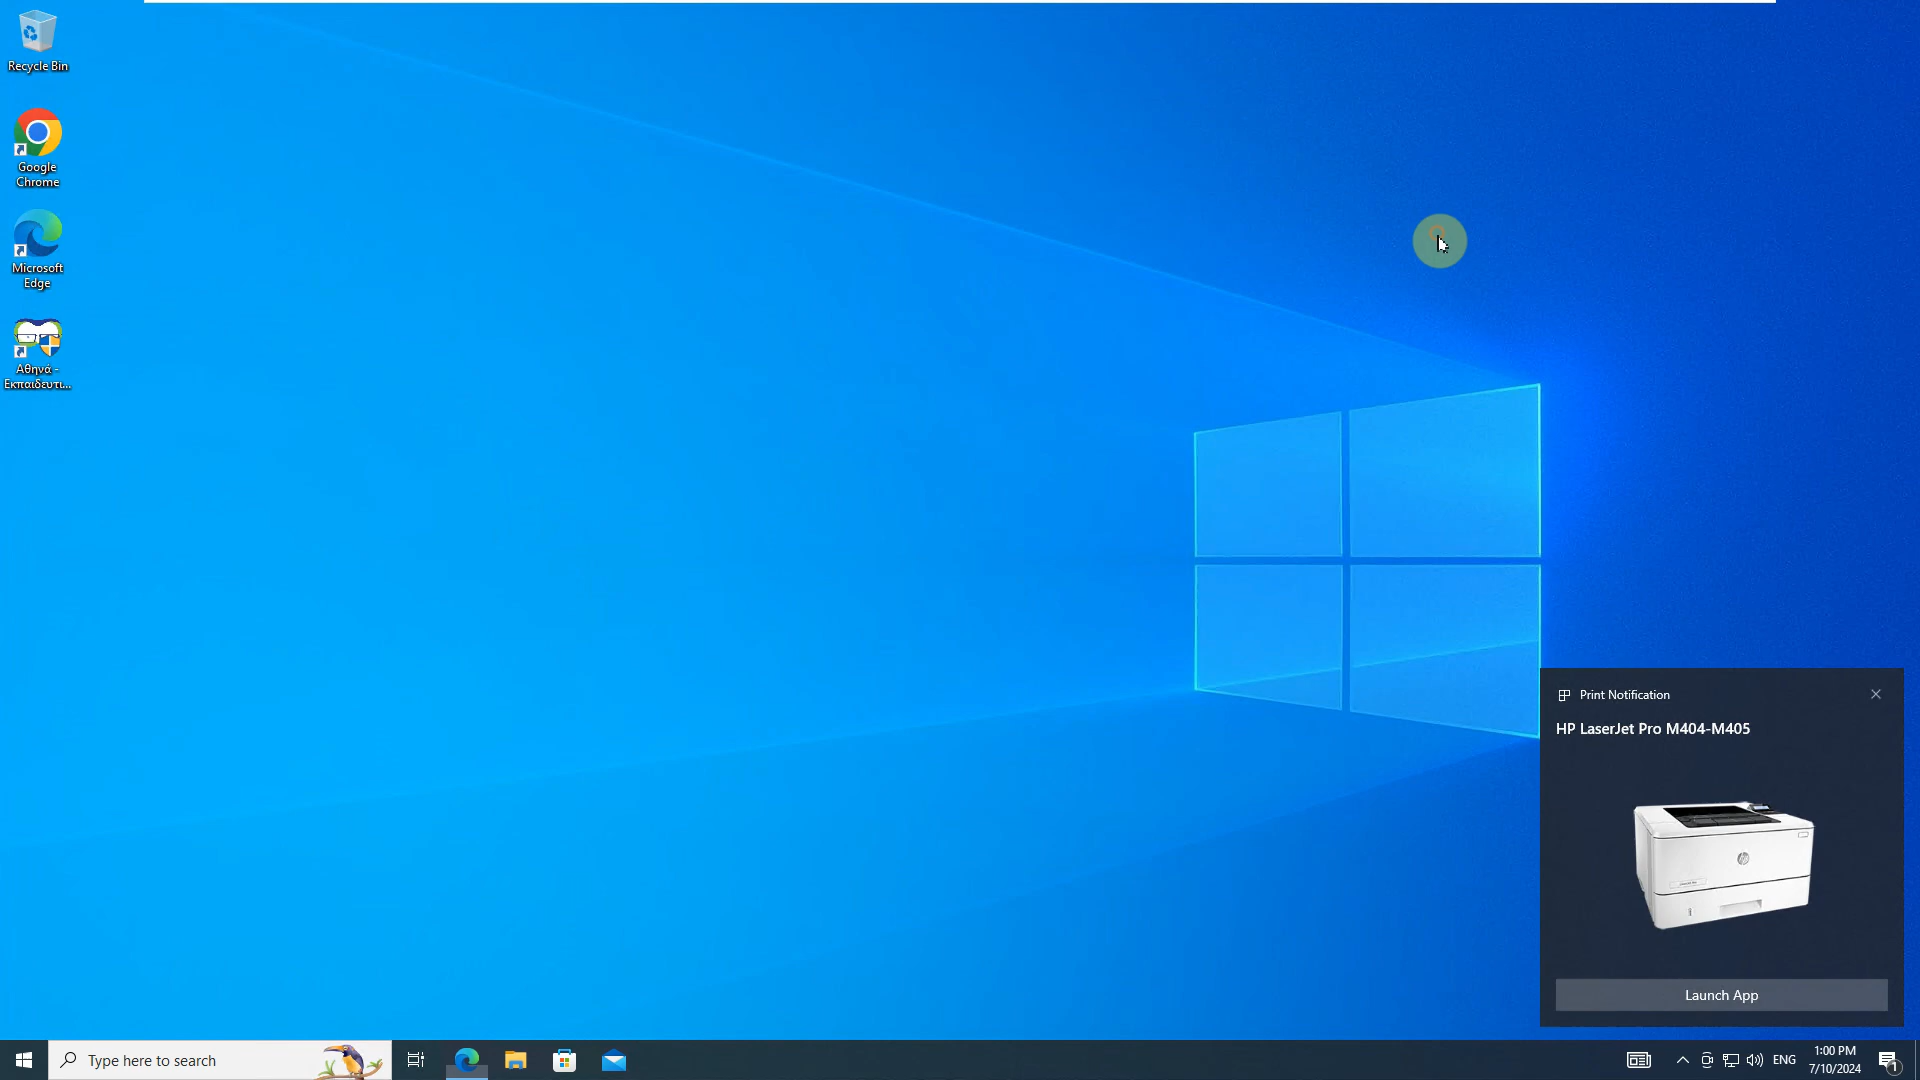 Recycle Bin
Google
Chrome
Microsoft
Edge
Αθηνά -
Εκπαιδευτι...
Print Notification
HP LaserJet Pro M404-M405
Launch App
Type here to search
ENG
1:00 PM
7/10/2024
1